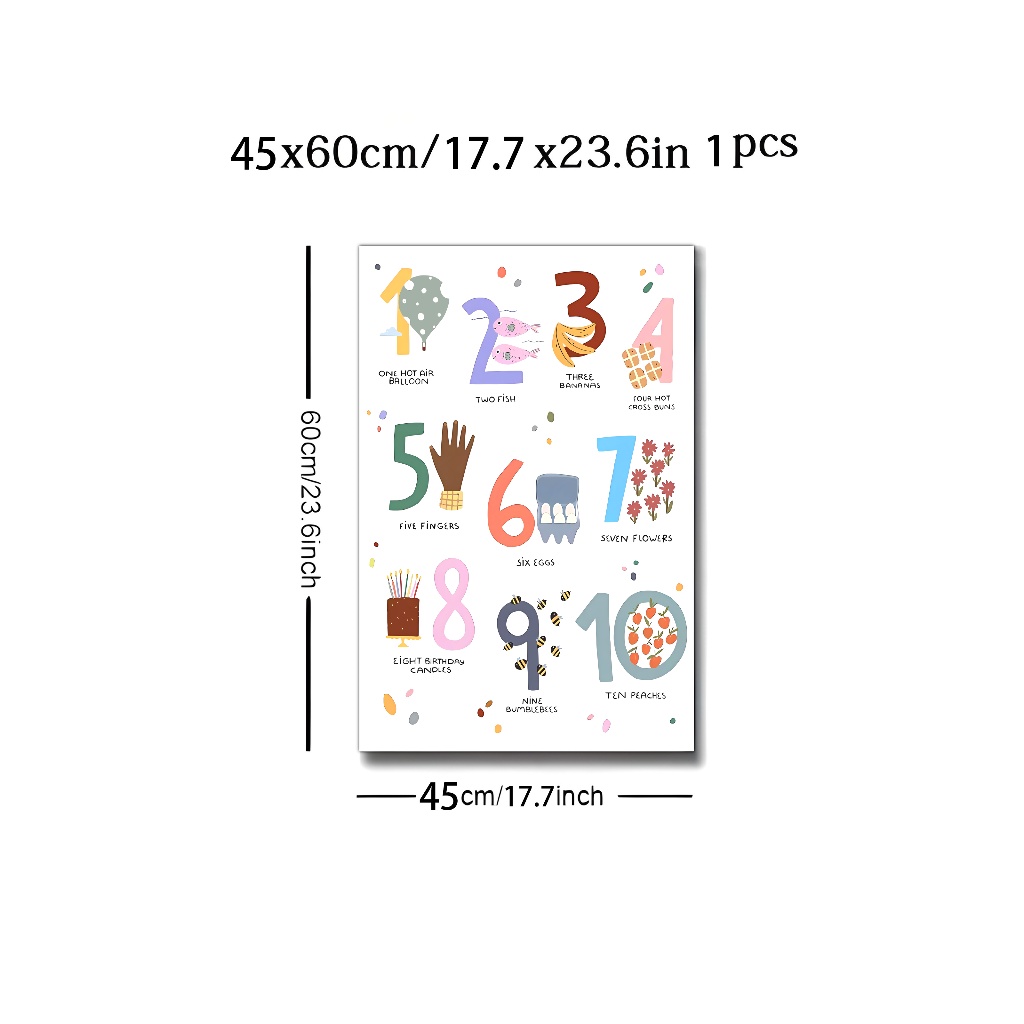 45x60cm/17.7 x23.6in 1pcs
60cm/23.6inch
1
2
3
4
ONE HOT AIR
BALLOON
TWO FISH
THREE
BANANAS
FOUR HOT
CROSS BUNS
5
6
7
FIVE FINGERS
SIX EGGS
SEVEN FLOWERS
8
9
10
EIGHT BIRTHDAY
CANDLES
NINE
BUMBLEBEES
TEN PEACHES
45cm/17.7inch